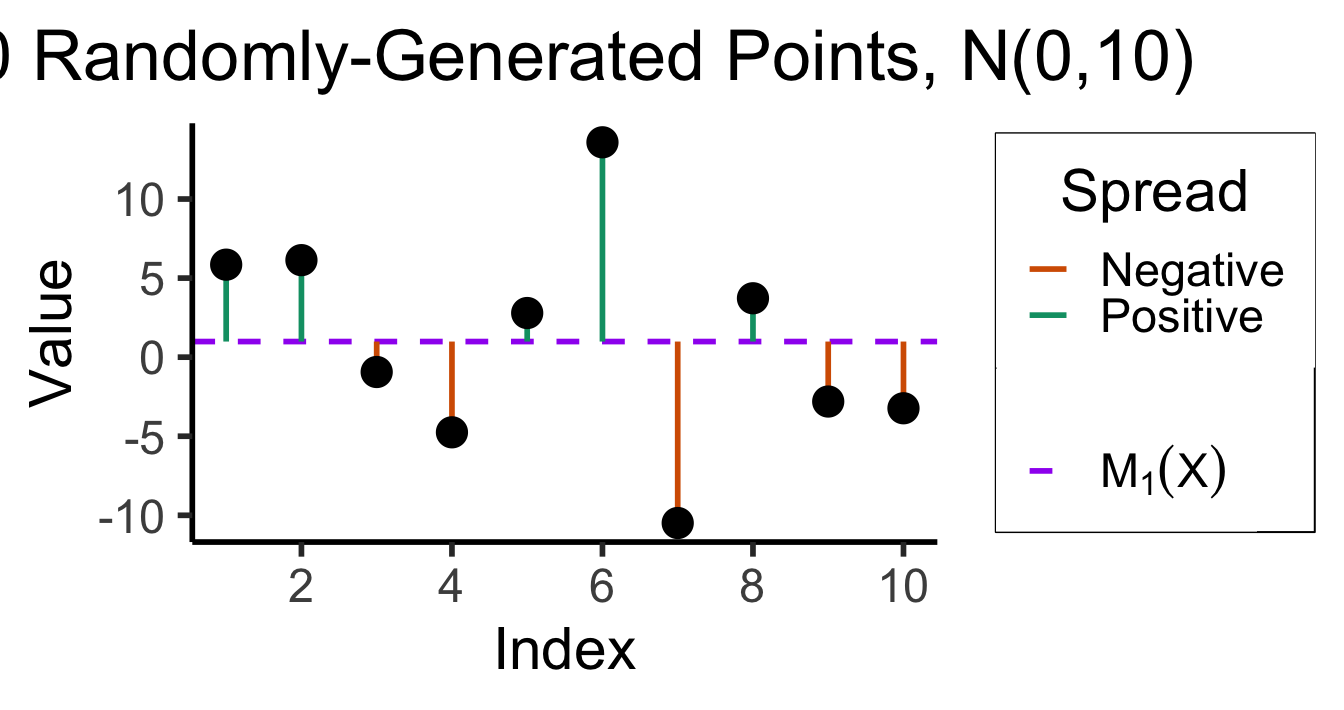 0 Randomly-Generated Points, N(0,10)
Value
10
5
0
-5
-10
2 4 6 8 10
Index
Spread
Negative
Positive
M₁(X)